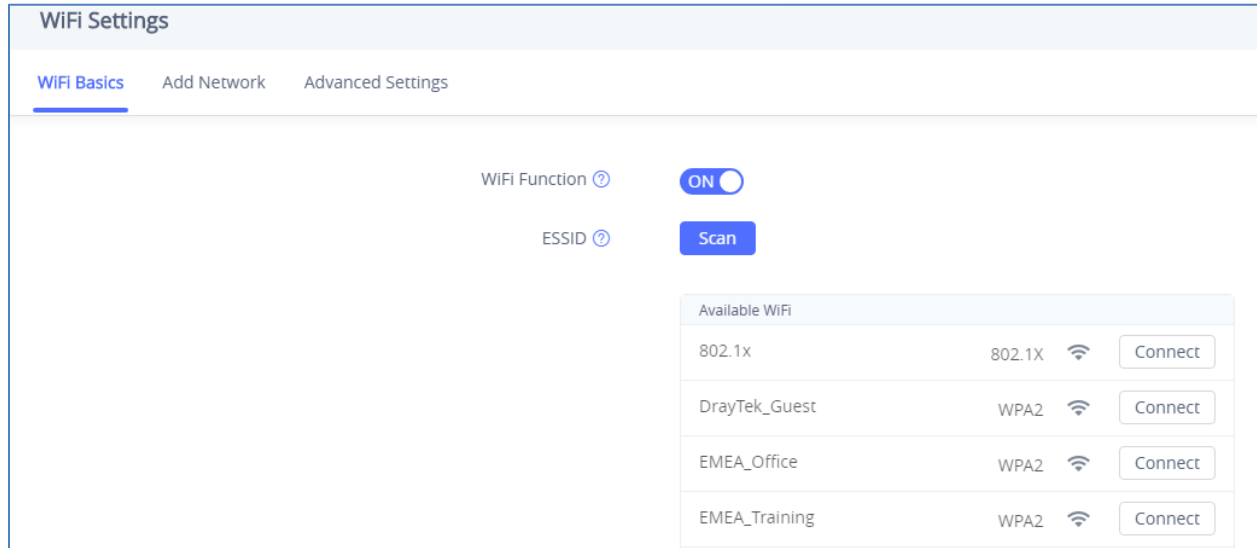 WiFi Settings
WiFi Basics Add Network Advanced Settings
WiFi Function ? ON
ESSID ? Scan
Available WiFi
802.1x 802.1X Connect
DrayTek_Guest WPA2 Connect
EMEA_Office WPA2 Connect
EMEA_Training WPA2 Connect